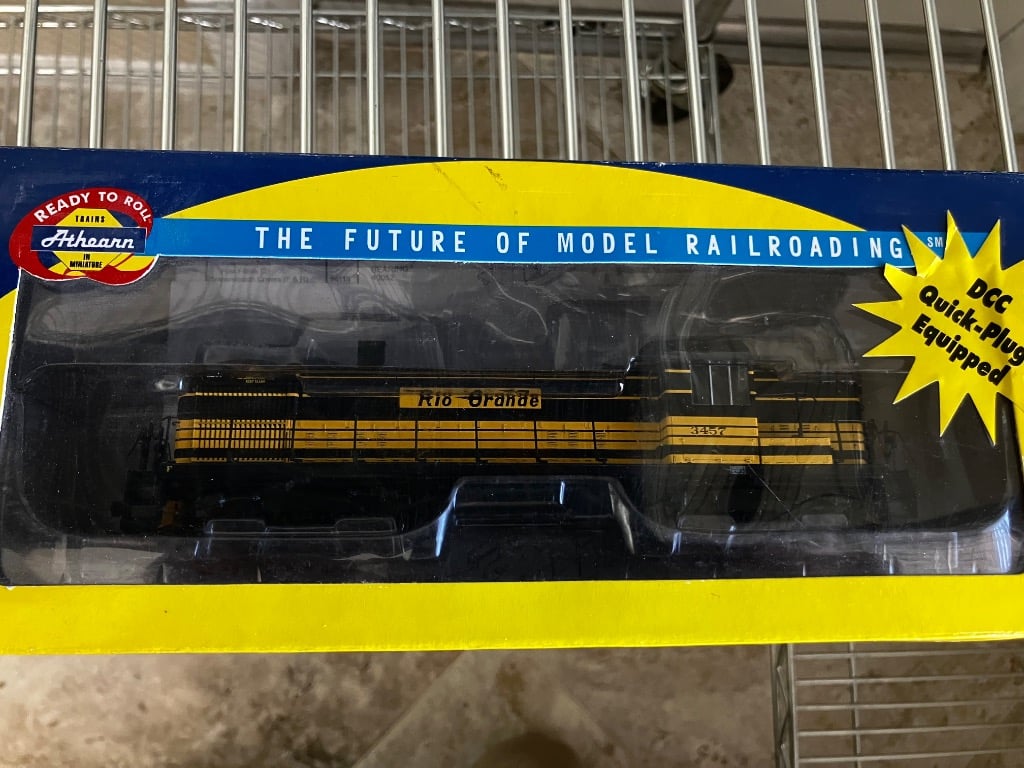 READY TO ROLL
TRAINS
Athearn
IN
MINIATURE
THE FUTURE OF MODEL RAILROADING SM
DCC
Quick-Plug
Equipped
Rio Grande
3457
F